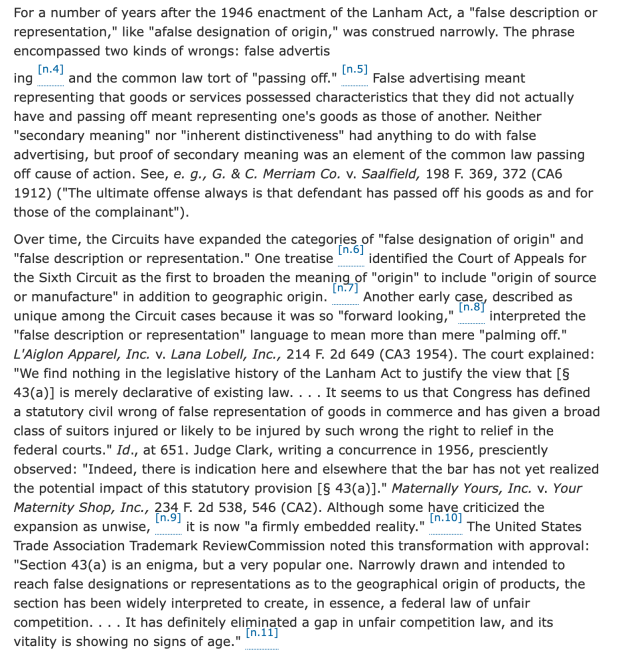 For a number of years after the 1946 enactment of the Lanham Act, a "false description or
representation," like "afalse designation of origin," was construed narrowly. The phrase
encompassed two kinds of wrongs: false advertis
ing [n.4] and the common law tort of "passing off." [n.5] False advertising meant
representing that goods or services possessed characteristics that they did not actually
have and passing off meant representing one's goods as those of another. Neither
"secondary meaning" nor "inherent distinctiveness" had anything to do with false
advertising, but proof of secondary meaning was an element of the common law passing
off cause of action. See, e. g., G. & C. Merriam Co. v. Saalfield, 198 F. 369, 372 (CA6
1912) ("The ultimate offense always is that defendant has passed off his goods as and for
those of the complainant").
Over time, the Circuits have expanded the categories of "false designation of origin" and
"false description or representation." One treatise [n.6] identified the Court of Appeals for
the Sixth Circuit as the first to broaden the meaning of "origin" to include "origin of source
or manufacture" in addition to geographic origin. [n.7] Another early case, described as
unique among the Circuit cases because it was so "forward looking," [n.8] interpreted the
"false description or representation" language to mean more than mere "palming off."
L'Aiglon Apparel, Inc. v. Lana Lobell, Inc., 214 F. 2d 649 (CA3 1954). The court explained:
"We find nothing in the legislative history of the Lanham Act to justify the view that [§
43(a)] is merely declarative of existing law. . . . It seems to us that Congress has defined
a statutory civil wrong of false representation of goods in commerce and has given a broad
class of suitors injured or likely to be injured by such wrong the right to relief in the
federal courts." Id., at 651. Judge Clark, writing a concurrence in 1956, presciently
observed: "Indeed, there is indication here and elsewhere that the bar has not yet realized
the potential impact of this statutory provision [§ 43(a)]." Maternally Yours, Inc. v. Your
Maternity Shop, Inc., 234 F. 2d 538, 546 (CA2). Although some have criticized the
expansion as unwise, [n.9] it is now "a firmly embedded reality." [n.10] The United States
Trade Association Trademark ReviewCommission noted this transformation with approval:
"Section 43(a) is an enigma, but a very popular one. Narrowly drawn and intended to
reach false designations or representations as to the geographical origin of products, the
section has been widely interpreted to create, in essence, a federal law of unfair
competition. . . . It has definitely eliminated a gap in unfair competition law, and its
vitality is showing no signs of age." [n.11]